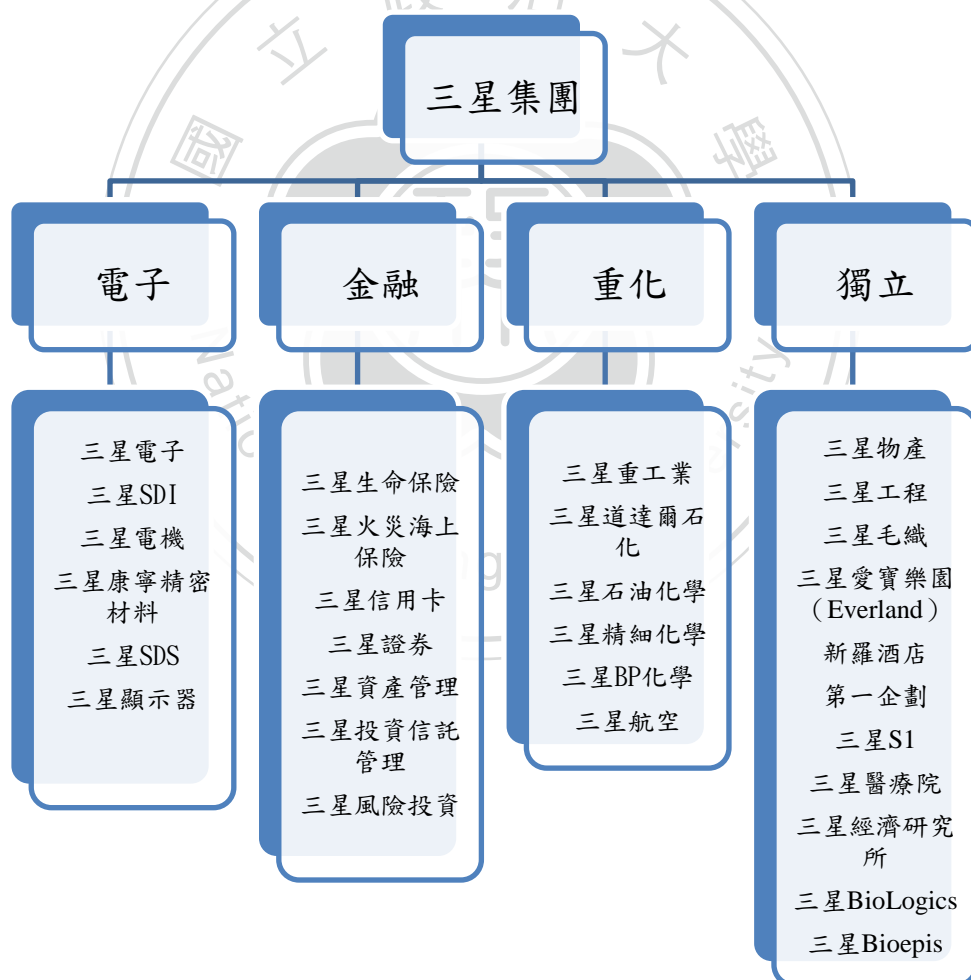 三星集團
電子
金融
重化
獨立
三星電子
三星SDI
三星電機
三星康寧精密
材料
三星SDS
三星顯示器
三星生命保險
三星火災海上
保險
三星信用卡
三星證券
三星資產管理
三星投資信託
管理
三星風險投資
三星重工業
三星道達爾石
化
三星石油化學
三星精細化學
三星BP化學
三星航空
三星物產
三星工程
三星毛織
三星愛寶樂園
（Everland）
新羅酒店
第一企劃
三星S1
三星醫療院
三星經濟研究
所
三星BioLogics
三星Bioepis